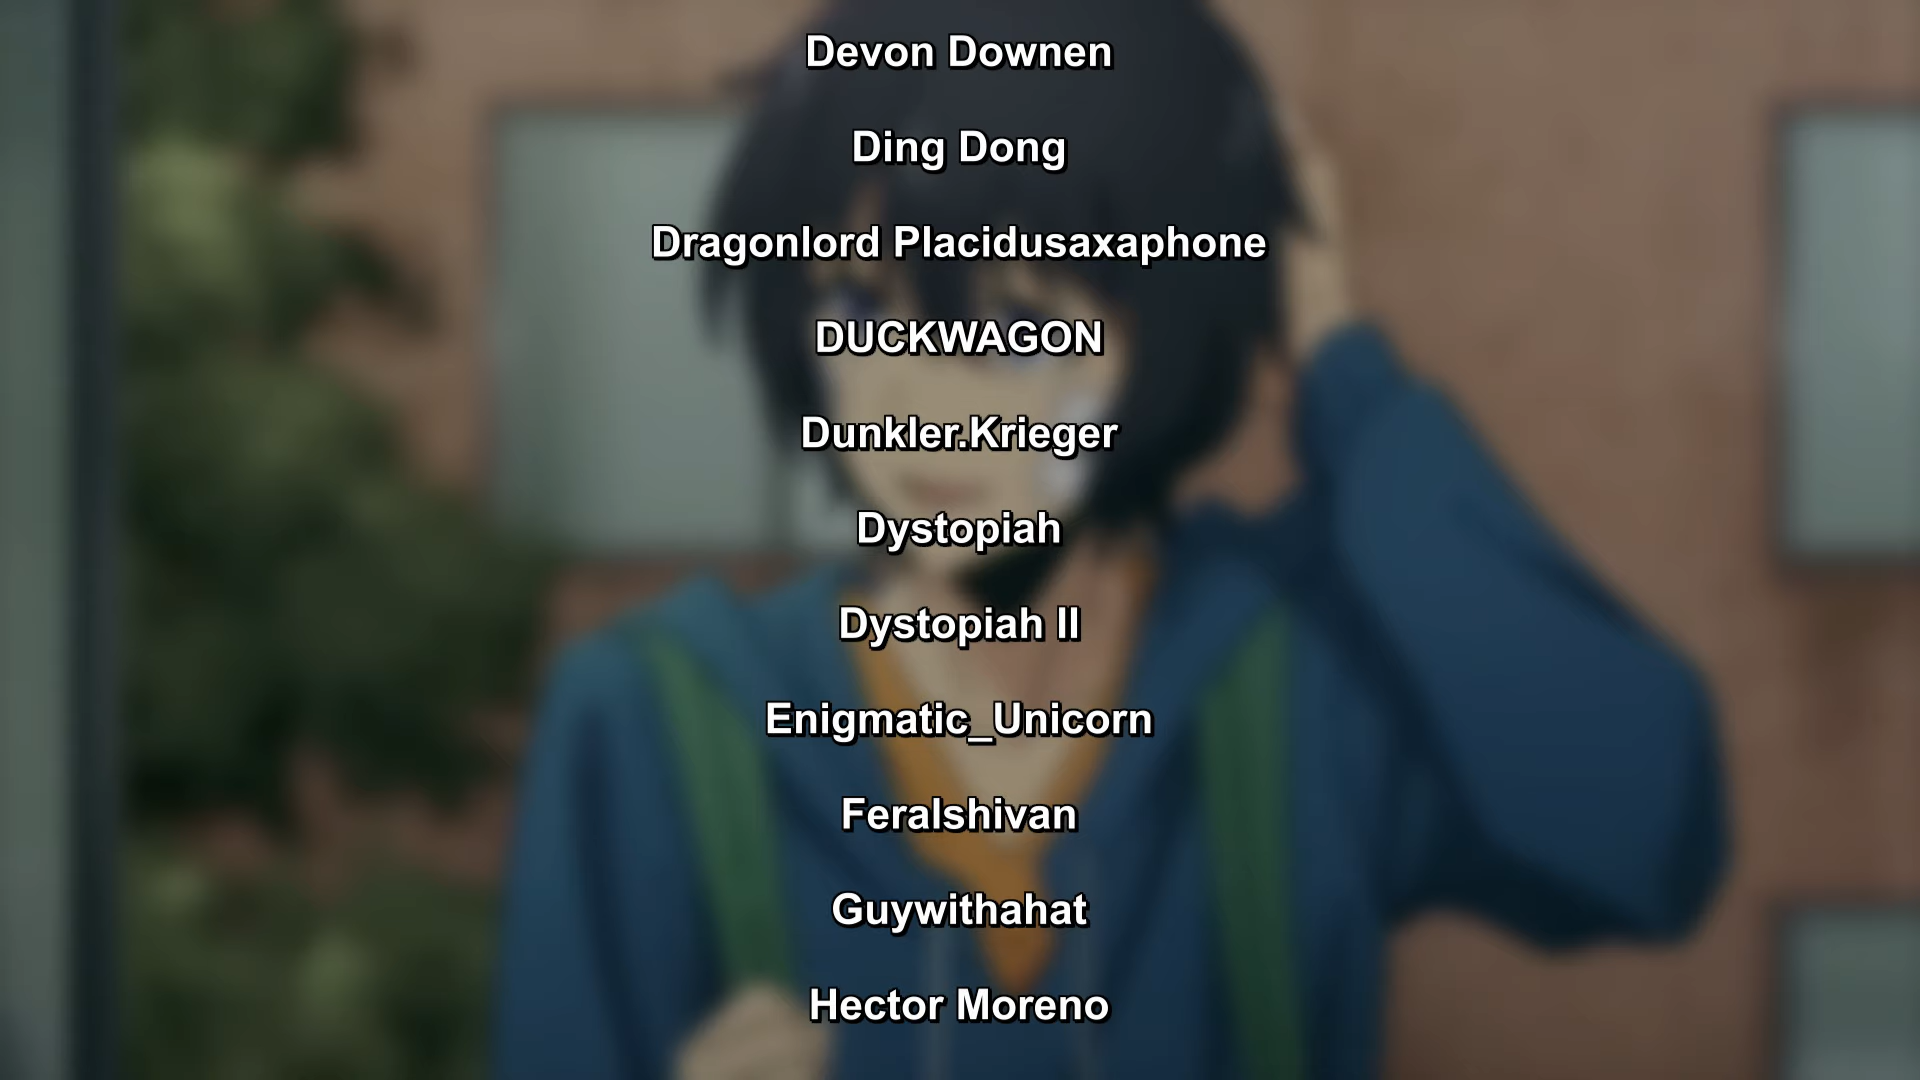 Devon Downen
Ding Dong
Dragonlord Placidusaxaphone
DUCKWAGON
Dunkler.Krieger
Dystopiah
Dystopiah II
Enigmatic_Unicorn
Feralshivan
Guywithahat
Hector Moreno